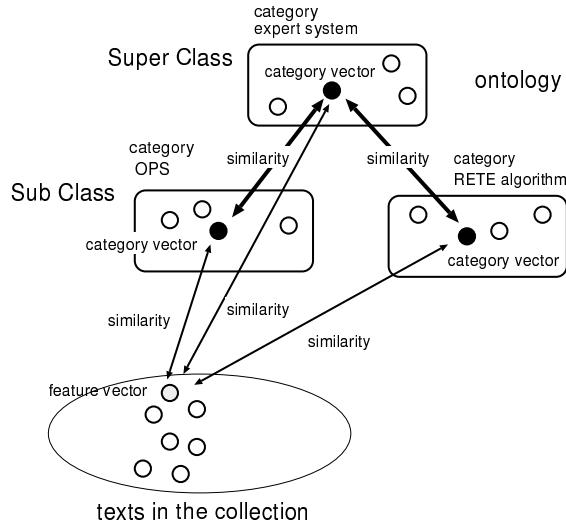 category
expert system
Super Class
category vector
ontology
category
OPS
similarity
similarity
category
RETE algorithm
Sub Class
category vector
category vector
similarity
similarity
similarity
feature vector
texts in the collection